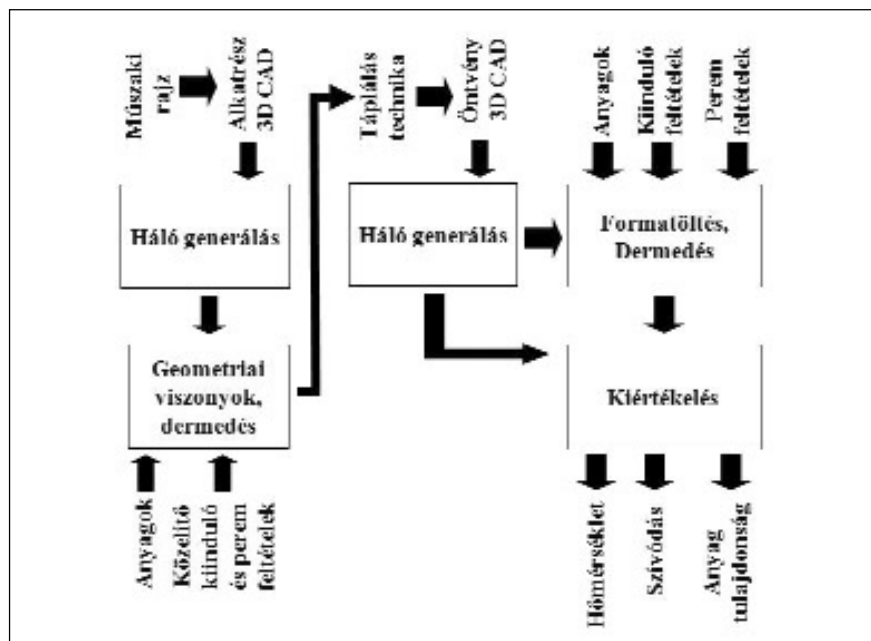 Műszaki
rajz
Alkatrész
3D CAD
Háló generálás
Geometriai
viszonyok,
dermedés
Anyagok
Közelítő
kiinduló
és perem
feltételek
Táplálás
technika
Öntvény
3D CAD
Háló generálás
Anyagok
Kiinduló
feltételek
Perem
feltételek
Formatöltés,
Dermedés
Kiértékelés
Hőmérséklet
Szívódás
Anyag
tulajdonság